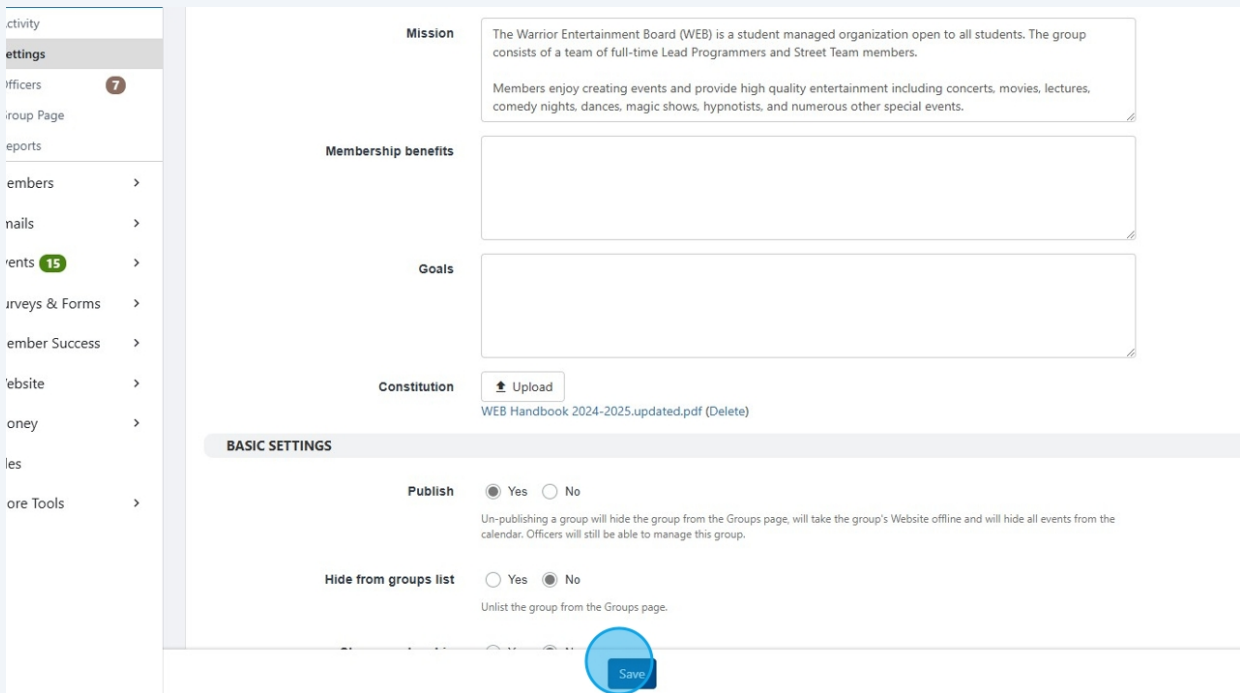 ctivity
ettings
Officers 7
Group Page
eports
embers
mails
ents 15
urveys & Forms
ember Success
ebsite
oney
les
ore Tools
Mission
The Warrior Entertainment Board (WEB) is a student managed organization open to all students. The group
consists of a team of full-time Lead Programmers and Street Team members.
Members enjoy creating events and provide high quality entertainment including concerts, movies, lectures,
comedy nights, dances, magic shows, hypnotists, and numerous other special events.
Membership benefits
Goals
Constitution
Upload
WEB Handbook 2024-2025.updated.pdf (Delete)
BASIC SETTINGS
Publish
Yes No
Un-publishing a group will hide the group from the Groups page, will take the group's Website offline and will hide all events from the
calendar. Officers will still be able to manage this group.
Hide from groups list
Yes No
Unlist the group from the Groups page.
Save